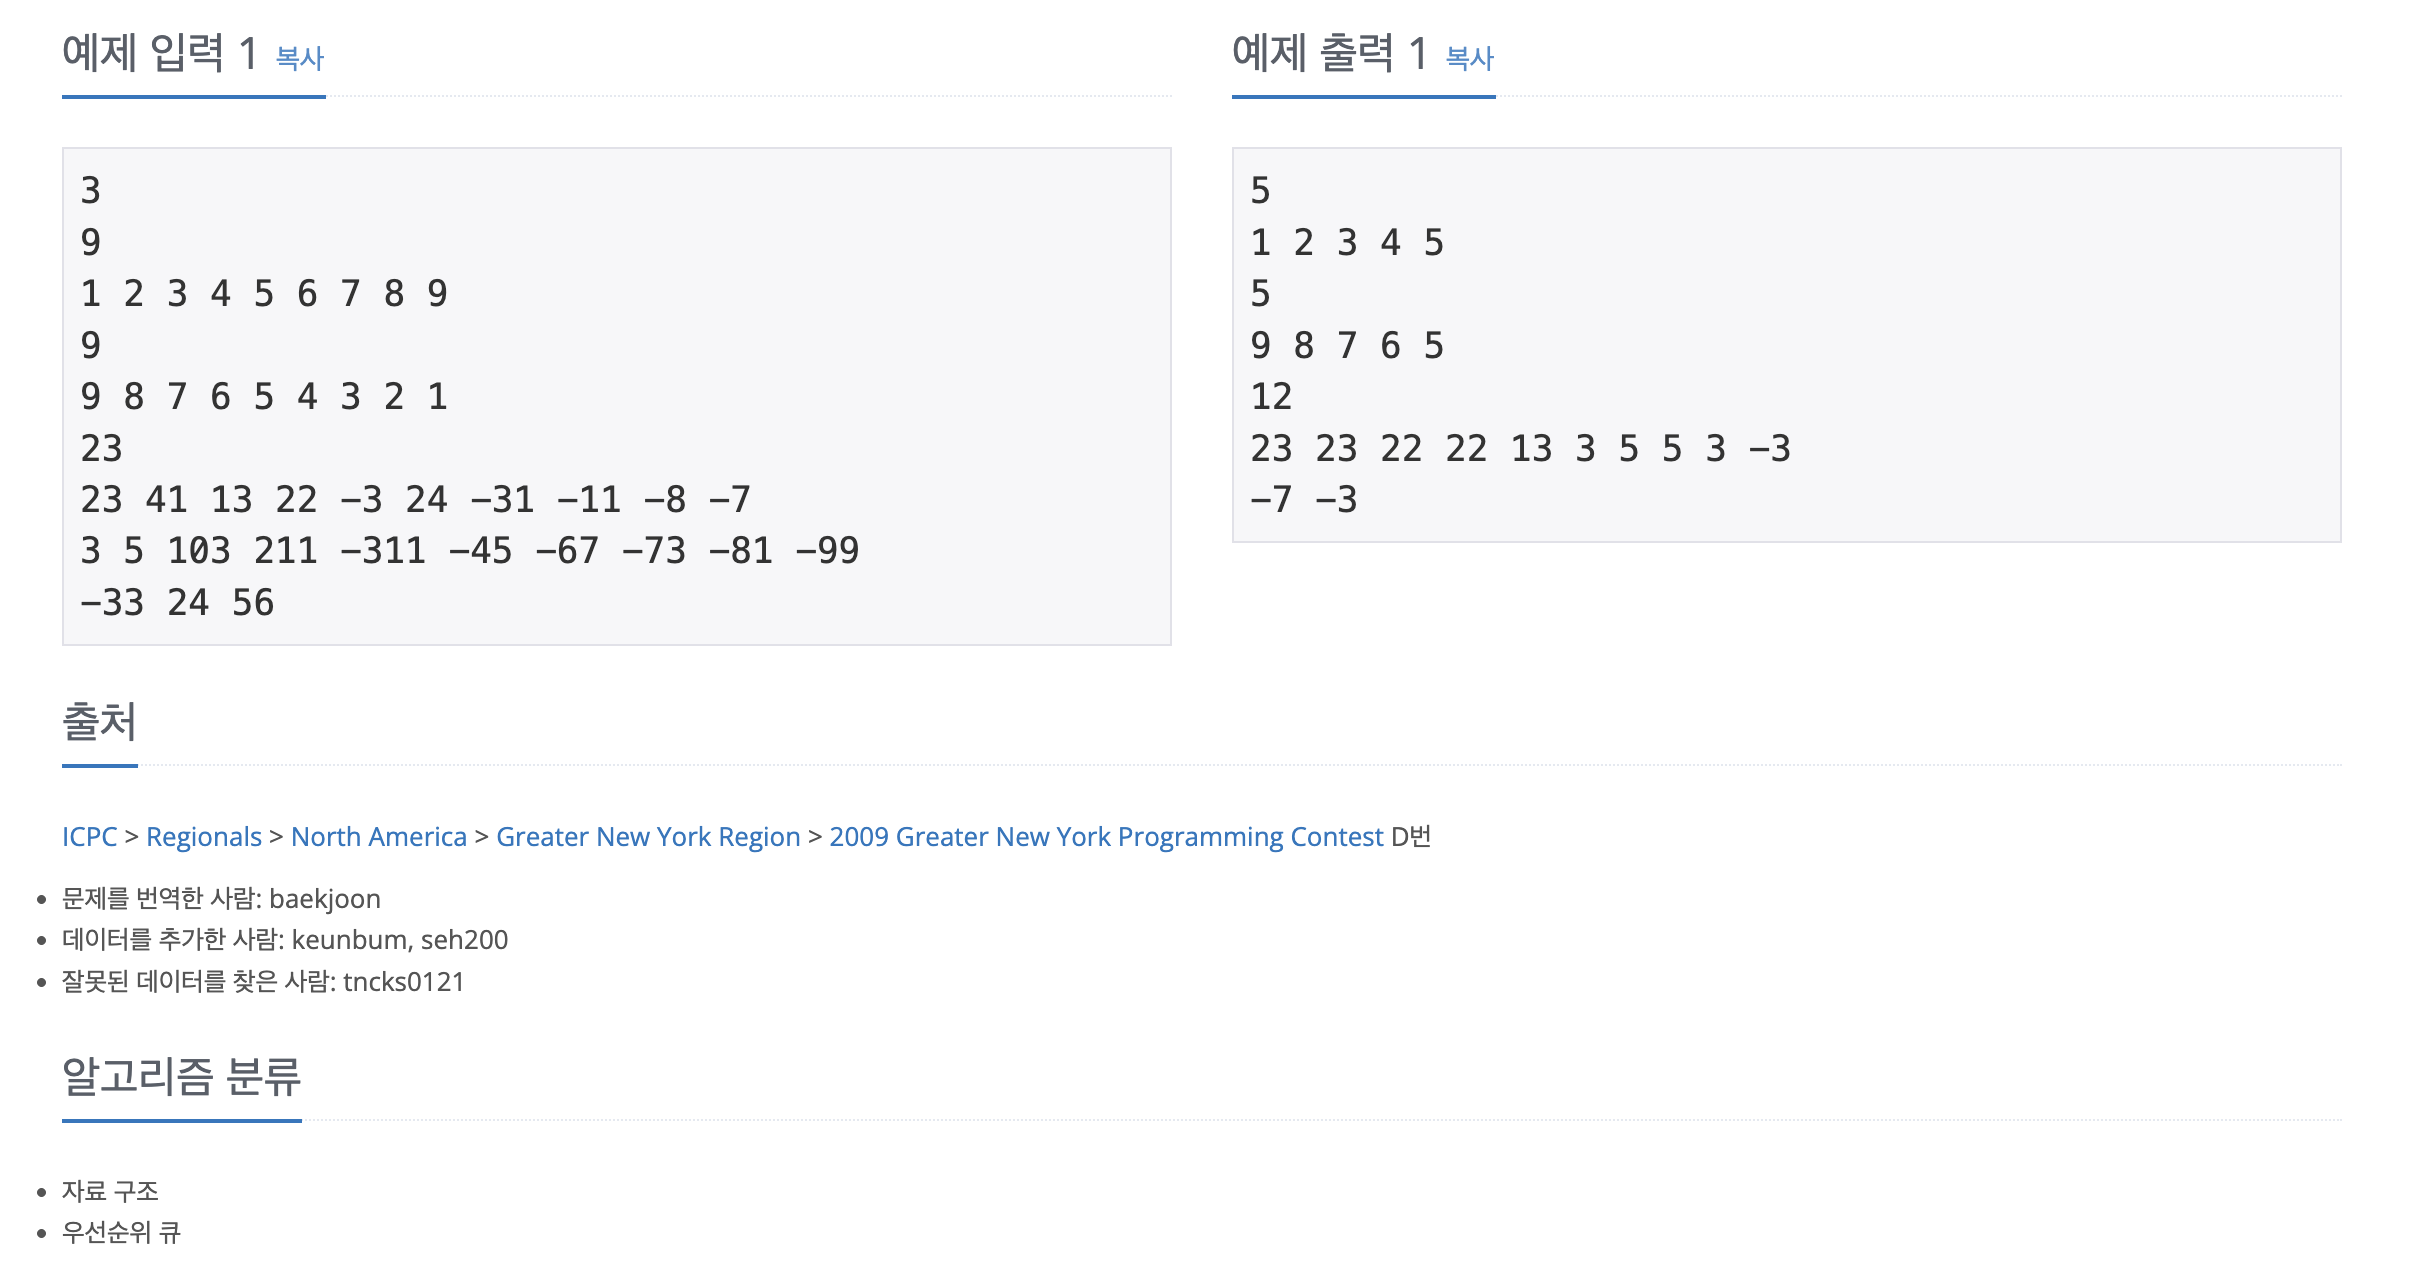 예제 입력 1 복사
3
9
1 2 3 4 5 6 7 8 9
9
9 8 7 6 5 4 3 2 1
23
23 41 13 22 -3 24 -31 -11 -8 -7
3 5 103 211 -311 -45 -67 -73 -81 -99
-33 24 56
예제 출력 1 복사
5
1 2 3 4 5
5
9 8 7 6 5
12
23 23 22 22 13 3 5 5 3 -3
-7 -3
출처
ICPC > Regionals > North America > Greater New York Region > 2009 Greater New York Programming Contest D번
문제를 번역한 사람: baekjoon
데이터를 추가한 사람: keunbum, seh200
잘못된 데이터를 찾은 사람: tncks0121
알고리즘 분류
자료 구조
우선순위 큐